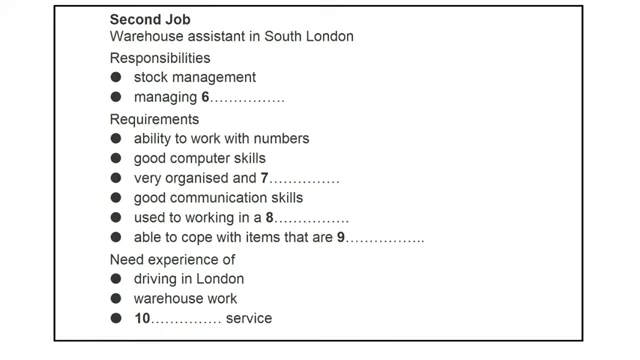 Second Job
Warehouse assistant in South London
Responsibilities
● stock management
● managing 6…………….
Requirements
● ability to work with numbers
● good computer skills
● very organised and 7……………
● good communication skills
● used to working in a 8…………….
● able to cope with items that are 9……………..
Need experience of
● driving in London
● warehouse work
● 10…………… service